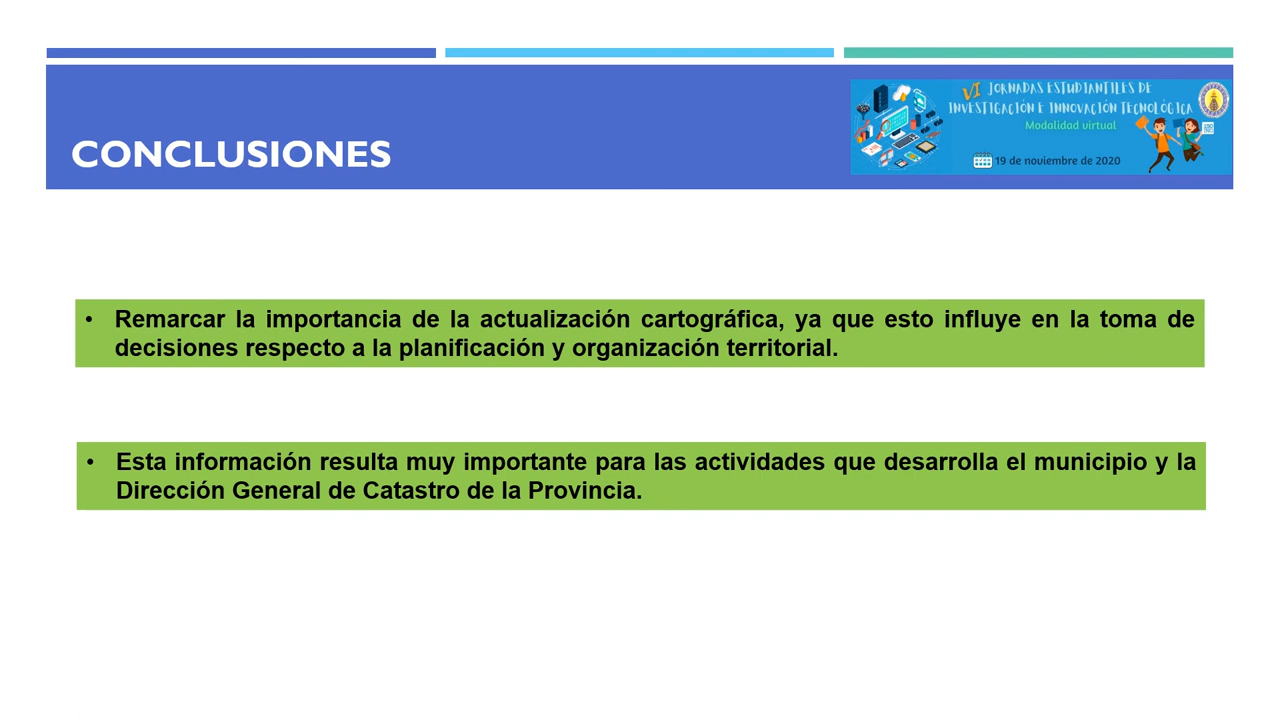 VI JORNADAS ESTUDIANTILES DE
INVESTIGACIÓN E INNOVACIÓN TECNOLÓGICA
Modalidad virtual
19 de noviembre de 2020
CONCLUSIONES
• Remarcar la importancia de la actualización cartográfica, ya que esto influye en la toma de
decisiones respecto a la planificación y organización territorial.
• Esta información resulta muy importante para las actividades que desarrolla el municipio y la
Dirección General de Catastro de la Provincia.